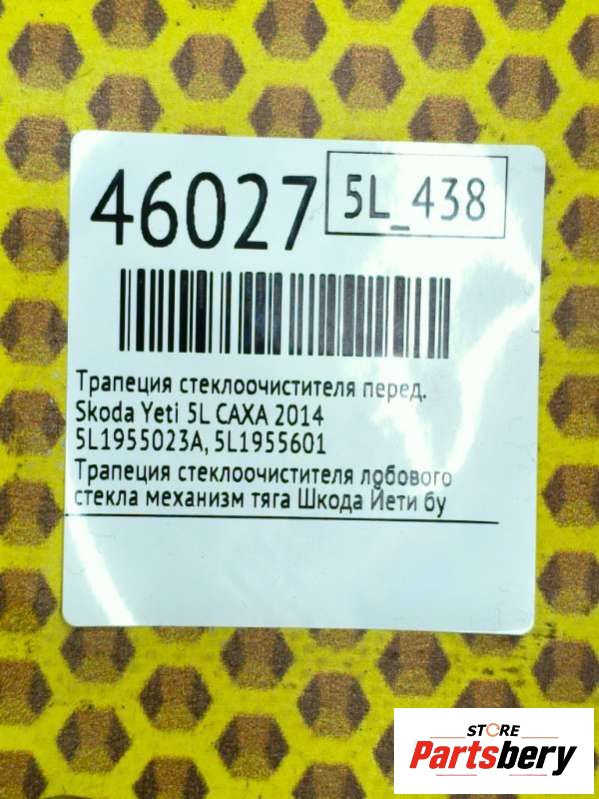 46027
5L_438
Трапеция стеклоочистителя перед.
Skoda Yeti 5L CAXA 2014
5L1955023A, 5L1955601
Трапеция стеклоочистителя лобового
стекла механизм тяга Шкода Йети бу
STORE
Partsbery